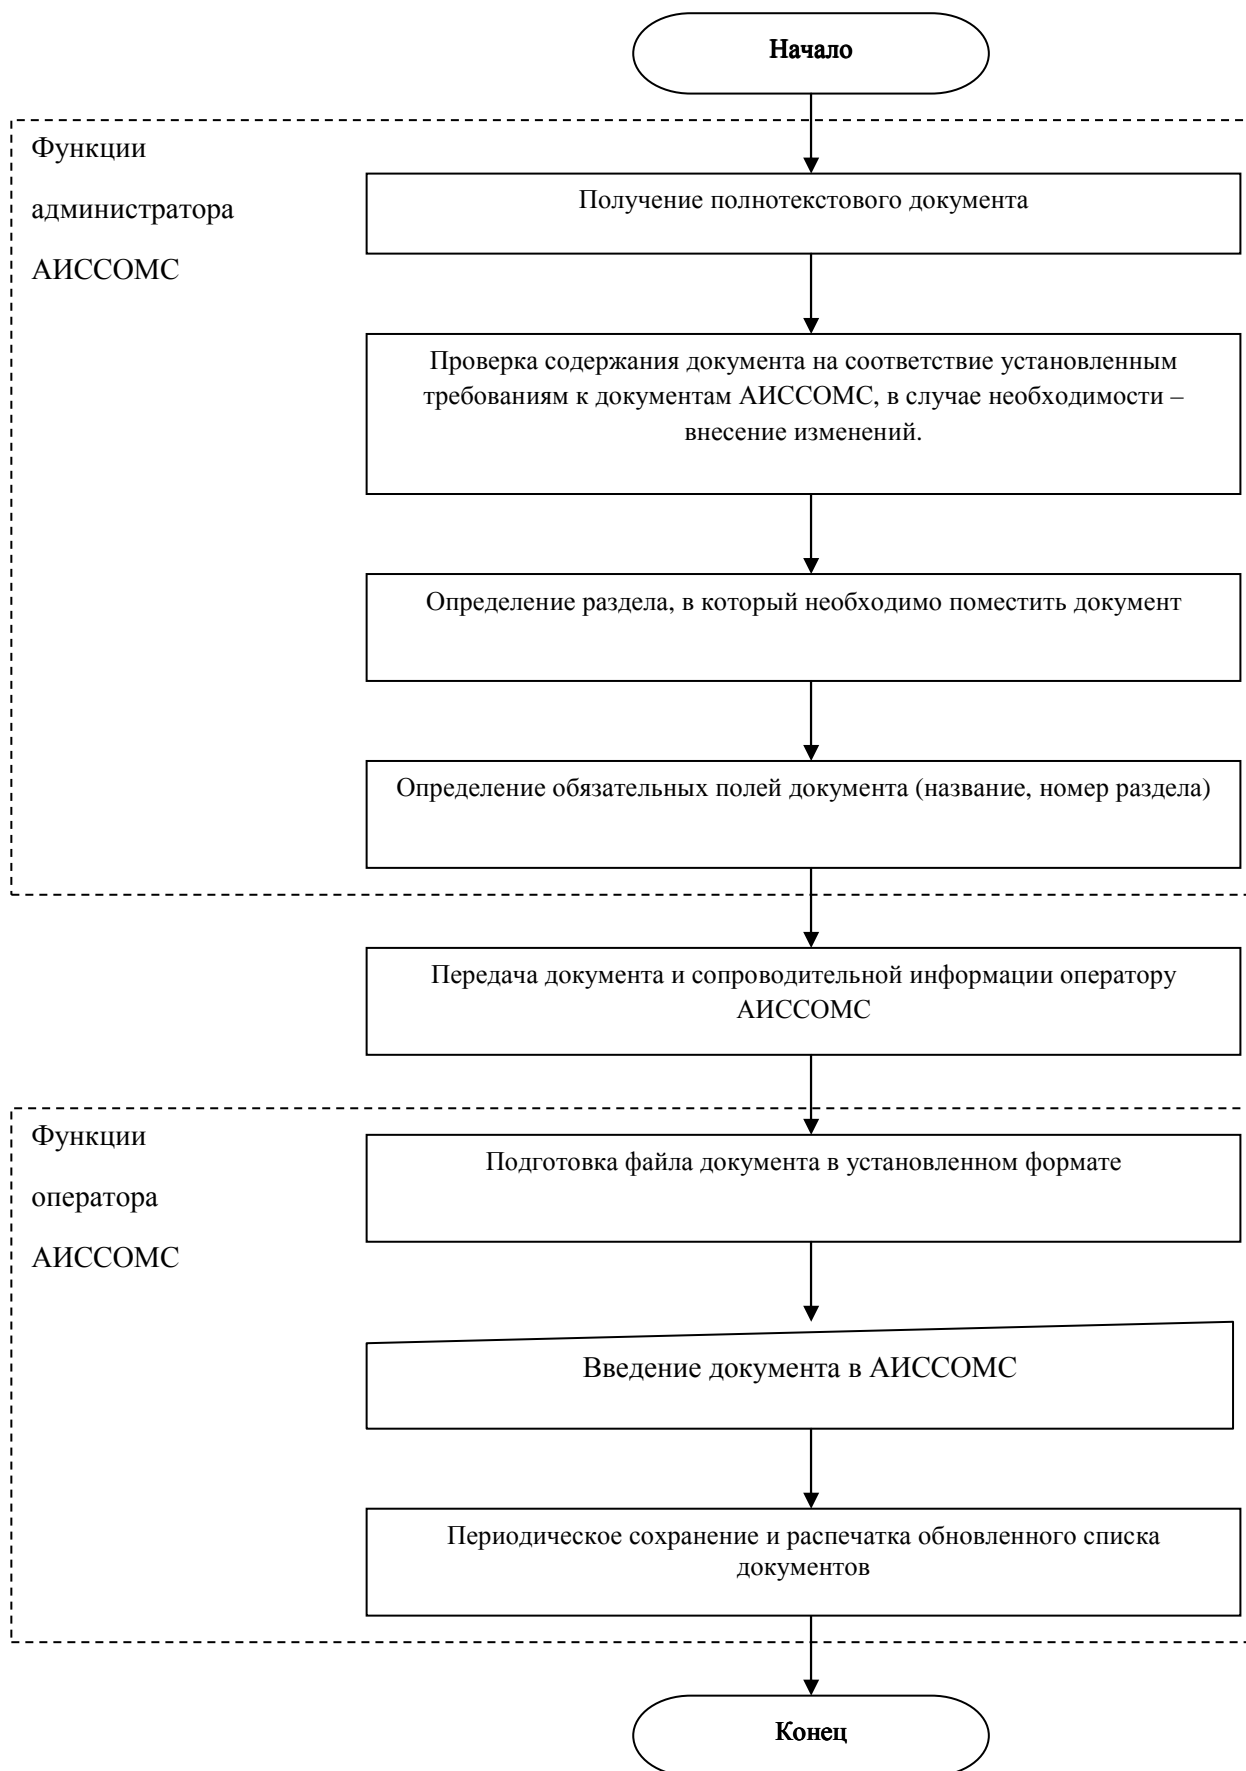 Начало
Функции
администратора
АИССОМС
Получение полнотекстового документа
Проверка содержания документа на соответствие установленным
требованиям к документам АИССОМС, в случае необходимости –
внесение изменений.
Определение раздела, в который необходимо поместить документ
Определение обязательных полей документа (название, номер раздела)
Передача документа и сопроводительной информации оператору
АИССОМС
Функции
оператора
АИССОМС
Подготовка файла документа в установленном формате
Введение документа в АИССОМС
Периодическое сохранение и распечатка обновленного списка
документов
Конец